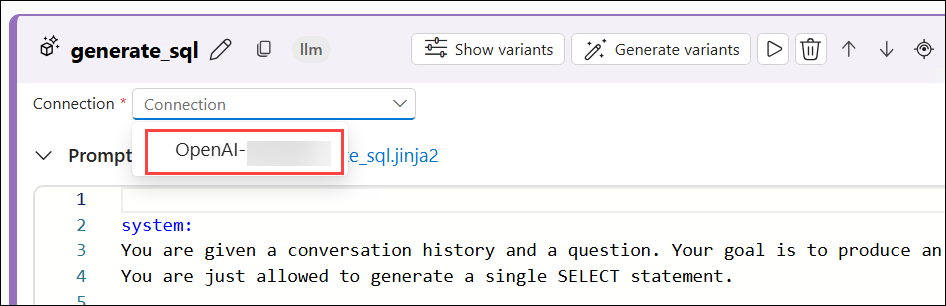 generate_sql llm Show variants Generate variants
Connection * Connection
OpenAI-
Prompt e_sql.jinja2
1
2 system:
3 You are given a conversation history and a question. Your goal is to produce an
4 You are just allowed to generate a single SELECT statement.
5